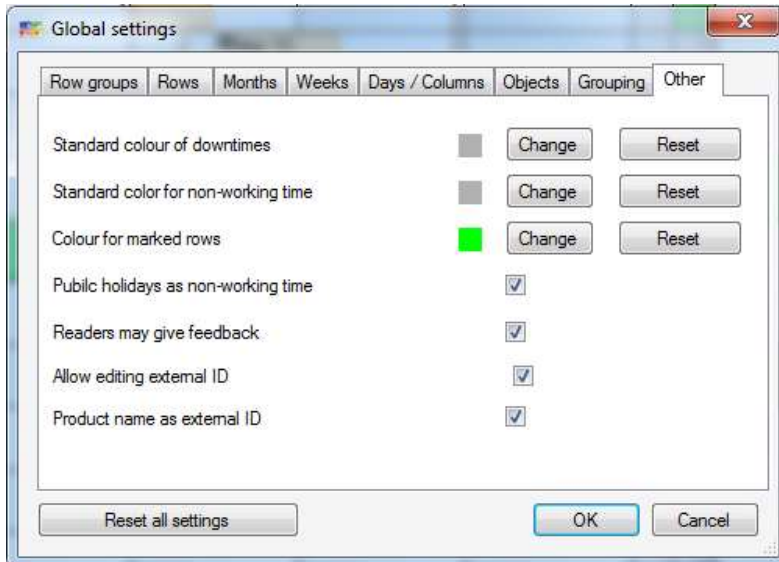 Global settings
Row groups Rows Months Weeks Days / Columns Objects Grouping Other
Standard colour of downtimes Change Reset
Standard color for non-working time Change Reset
Colour for marked rows Change Reset
Pubilc holidays as non-working time
Readers may give feedback
Allow editing external ID
Product name as external ID
Reset all settings OK Cancel